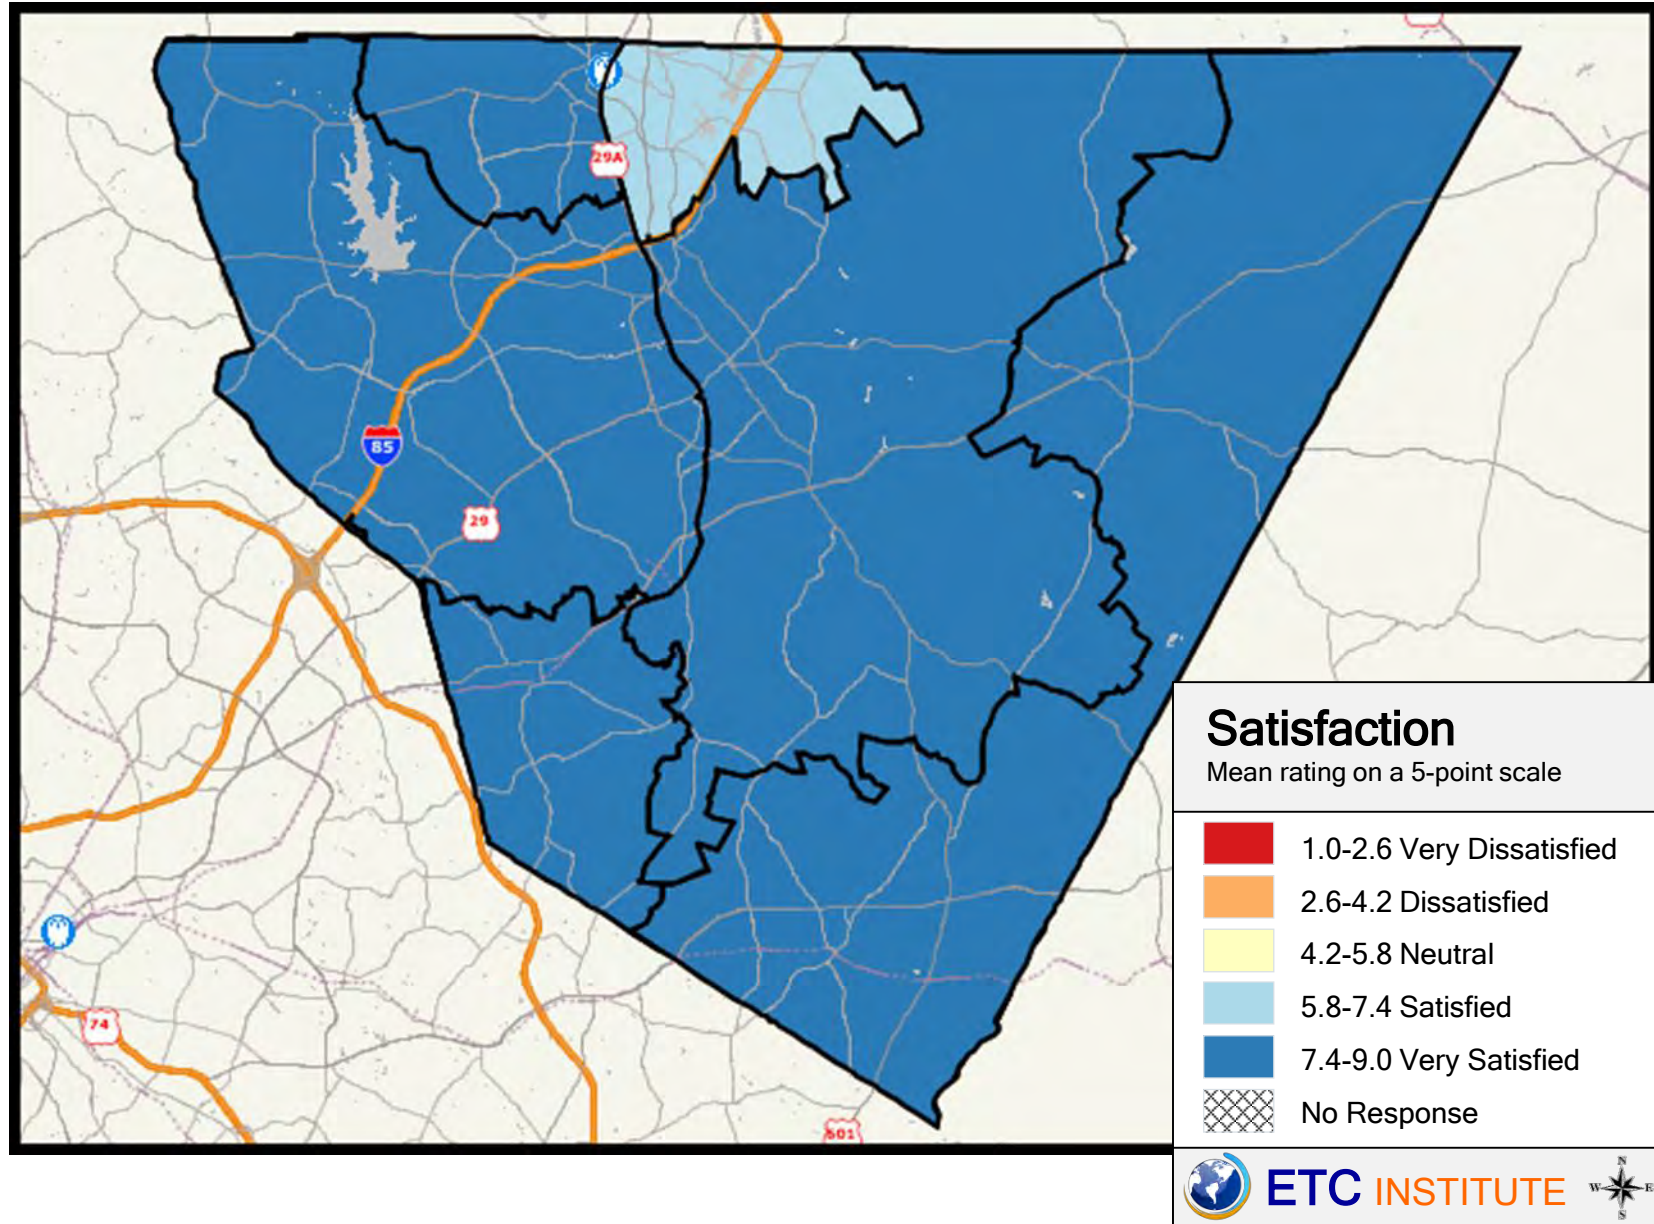 29A
85
29
74
601
Satisfaction
Mean rating on a 5-point scale
1.0-2.6 Very Dissatisfied
2.6-4.2 Dissatisfied
4.2-5.8 Neutral
5.8-7.4 Satisfied
7.4-9.0 Very Satisfied
No Response
ETC INSTITUTE
N
W E
S